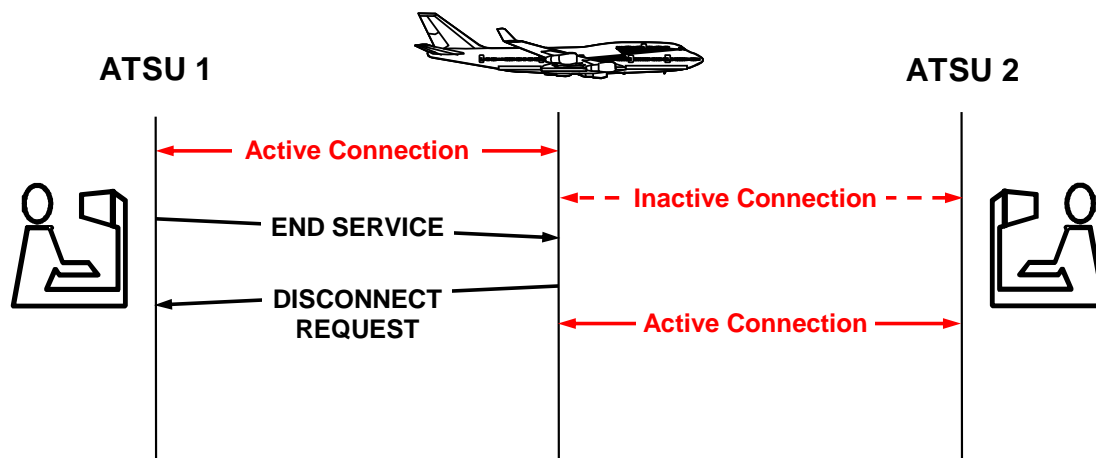 ATSU 1
ATSU 2
Active Connection
Inactive Connection
END SERVICE
DISCONNECT
REQUEST
Active Connection